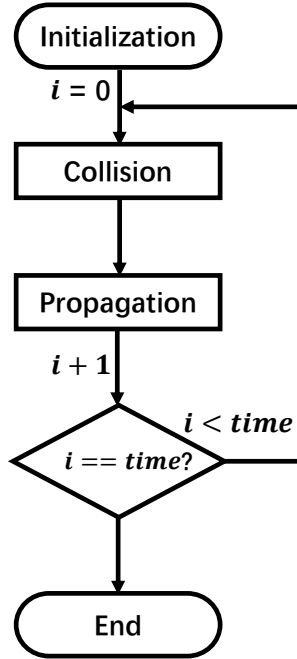 Initialization
i = 0
Collision
Propagation
i + 1
i < time
i == time?
End